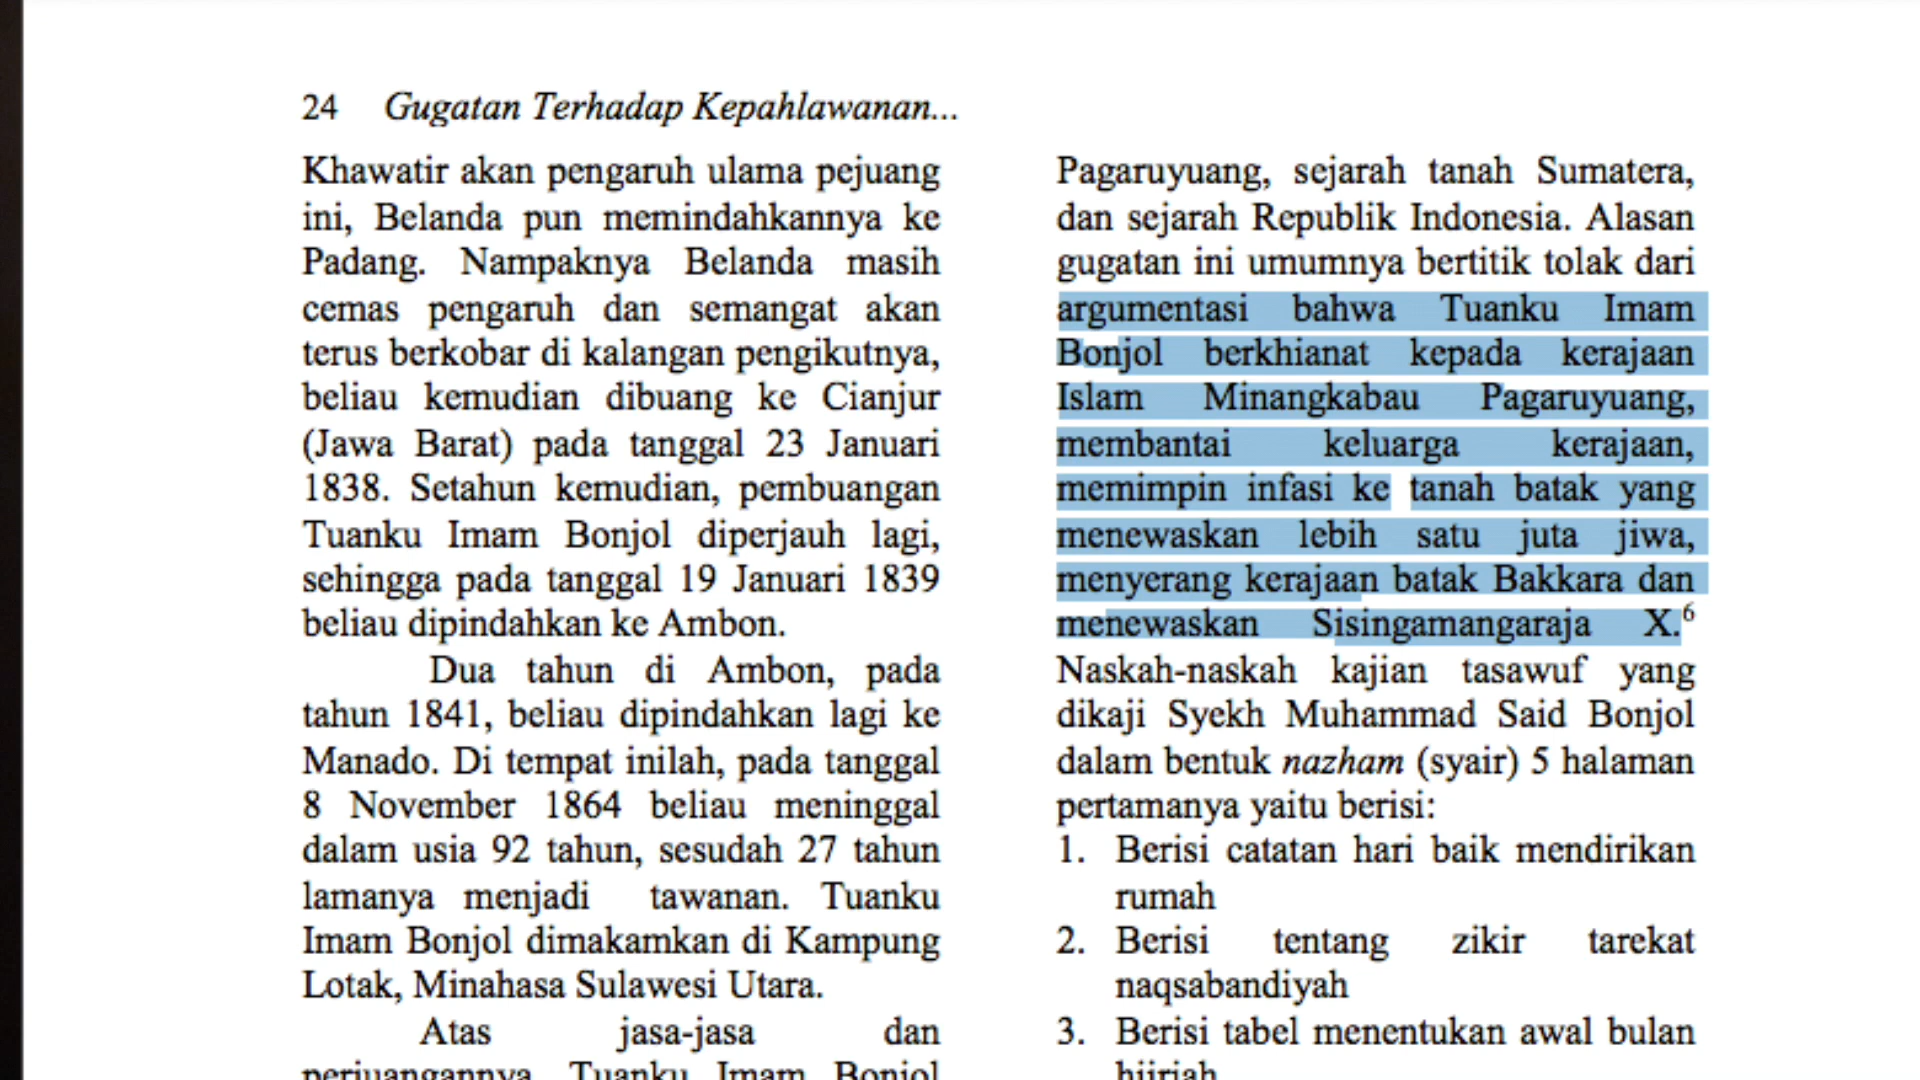 24 Gugatan Terhadap Kepahlawanan...
Khawatir akan pengaruh ulama pejuang
ini, Belanda pun memindahkannya ke
Padang. Nampaknya Belanda masih
cemas pengaruh dan semangat akan
terus berkobar di kalangan pengikutnya,
beliau kemudian dibuang ke Cianjur
(Jawa Barat) pada tanggal 23 Januari
1838. Setahun kemudian, pembuangan
Tuanku Imam Bonjol diperjauh lagi,
sehingga pada tanggal 19 Januari 1839
beliau dipindahkan ke Ambon.
Dua tahun di Ambon, pada
tahun 1841, beliau dipindahkan lagi ke
Manado. Di tempat inilah, pada tanggal
8 November 1864 beliau meninggal
dalam usia 92 tahun, sesudah 27 tahun
lamanya menjadi tawanan. Tuanku
Imam Bonjol dimakamkan di Kampung
Lotak, Minahasa Sulawesi Utara.
Atas jasa-jasa dan
perjuangannya, Tuanku Imam Bonjol
Pagaruyuang, sejarah tanah Sumatera,
dan sejarah Republik Indonesia. Alasan
gugatan ini umumnya bertitik tolak dari
argumentasi bahwa Tuanku Imam
Bonjol berkhianat kepada kerajaan
Islam Minangkabau Pagaruyuang,
membantai keluarga kerajaan,
memimpin infasi ke tanah batak yang
menewaskan lebih satu juta jiwa,
menyerang kerajaan batak Bakkara dan
menewaskan Sisingamangaraja X.⁶
Naskah-naskah kajian tasawuf yang
dikaji Syekh Muhammad Said Bonjol
dalam bentuk nazham (syair) 5 halaman
pertamanya yaitu berisi:
1. Berisi catatan hari baik mendirikan
rumah
2. Berisi tentang zikir tarekat
naqsabandiyah
3. Berisi tabel menentukan awal bulan
hijriah